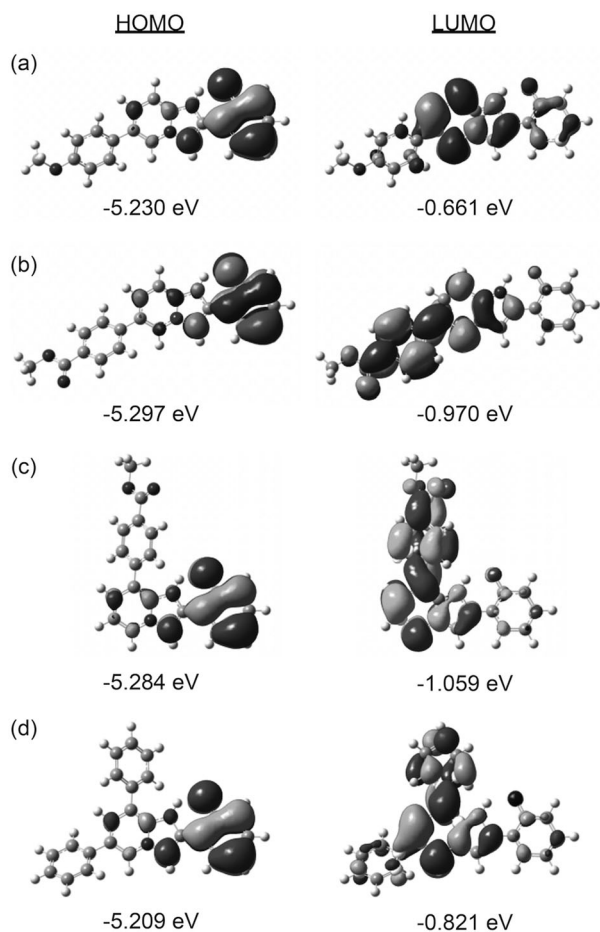 HOMO LUMO
(a)
-5.230 eV -0.661 eV
(b)
-5.297 eV -0.970 eV
(c)
-5.284 eV -1.059 eV
(d)
-5.209 eV -0.821 eV